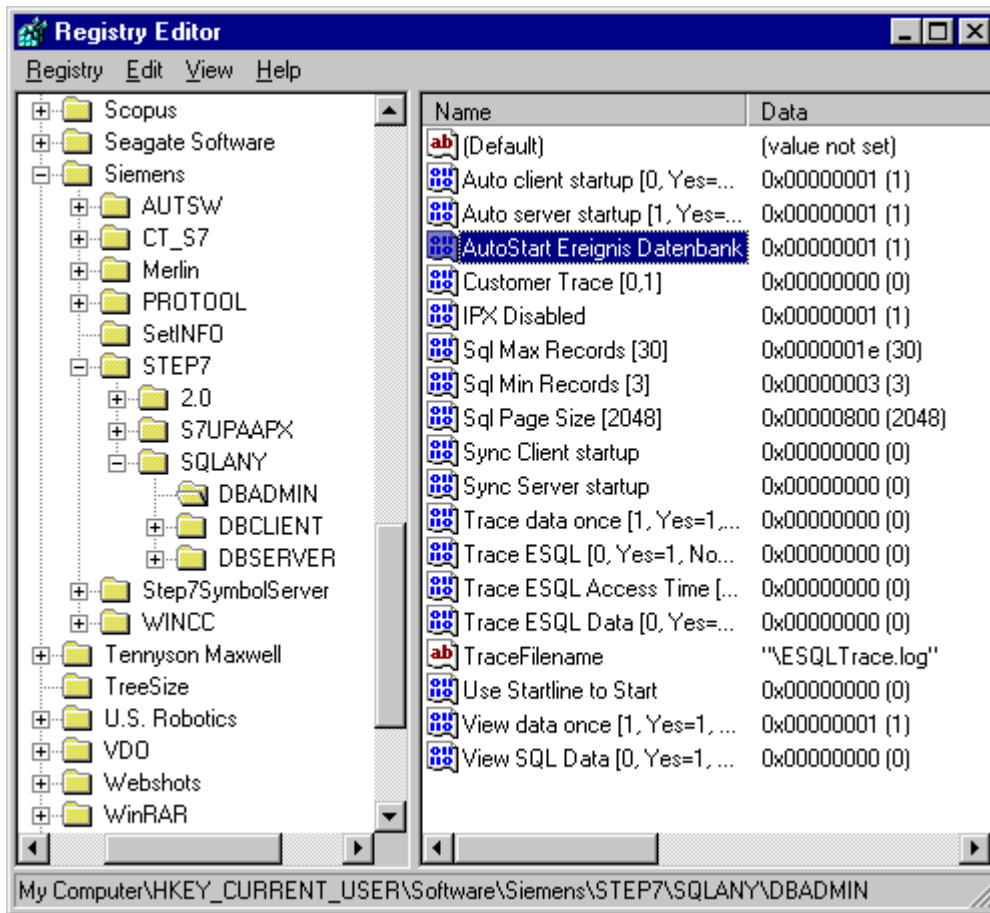 Registry Editor
Registry Edit View Help
Scopus
Seagate Software
Siemens
AUTSW
CT_S7
Merlin
PROTOOL
SetINFO
STEP7
2.0
S7UPAAPX
SQLANY
DBADMIN
DBCLIENT
DBSERVER
Step7SymbolServer
WINCC
Tennyson Maxwell
TreeSize
U.S. Robotics
VDO
Webshots
WinRAR
Name Data
(Default) (value not set)
Auto client startup [0, Yes=... 0x00000001 (1)
Auto server startup [1, Yes=... 0x00000001 (1)
AutoStart Ereignis Datenbank 0x00000001 (1)
Customer Trace [0,1] 0x00000000 (0)
IPX Disabled 0x00000001 (1)
Sql Max Records [30] 0x0000001e (30)
Sql Min Records [3] 0x00000003 (3)
Sql Page Size [2048] 0x00000800 (2048)
Sync Client startup 0x00000000 (0)
Sync Server startup 0x00000000 (0)
Trace data once [1, Yes=1,... 0x00000000 (0)
Trace ESQL [0, Yes=1, No... 0x00000000 (0)
Trace ESQL Access Time [... 0x00000000 (0)
Trace ESQL Data [0, Yes=... 0x00000000 (0)
TraceFilename "\ESQLTrace.log"
Use Startline to Start 0x00000000 (0)
View data once [1, Yes=1, ... 0x00000001 (1)
View SQL Data [0, Yes=1, ... 0x00000000 (0)
My Computer\HKEY_CURRENT_USER\Software\Siemens\STEP7\SQLANY\DBADMIN